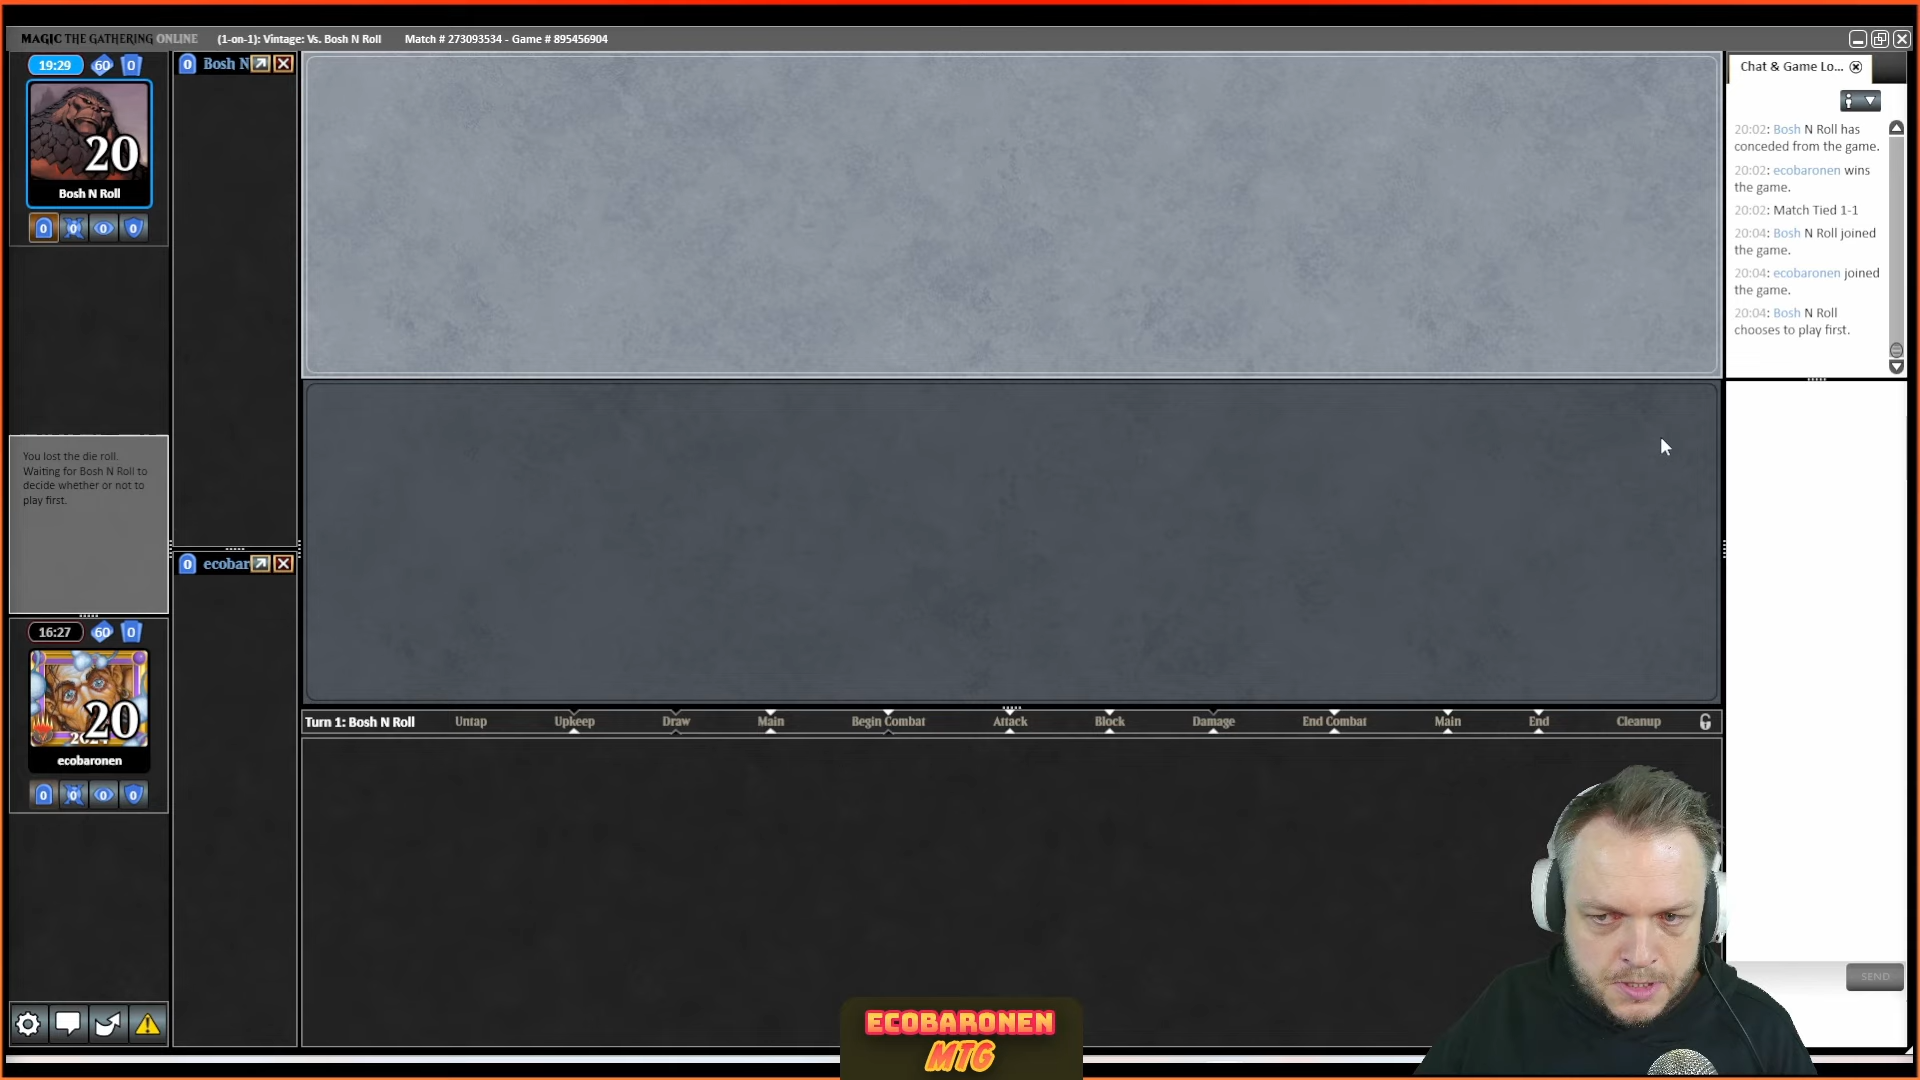 MAGIC THE GATHERING ONLINE (1-on-1): Vintage: Vs. Bosh N Roll Match # 273093534 - Game # 895456904
19:29 60 0
20
Bosh N Roll
0 0 0 0
0 Bosh N
Chat & Game Lo...
20:02: Bosh N Roll has
conceded from the game.
20:02: ecobaronen wins
the game.
20:02: Match Tied 1-1
20:04: Bosh N Roll joined
the game.
20:04: ecobaronen joined
the game.
20:04: Bosh N Roll
chooses to play first.
You lost the die roll.
Waiting for Bosh N Roll to
decide whether or not to
play first.
0 ecobar
16:27 60 0
20
ecobaronen
0 0 0 0
Turn 1: Bosh N Roll Untap Upkeep Draw Main Begin Combat Attack Block Damage End Combat Main End Cleanup
SEND
ECOBARONEN
MTG